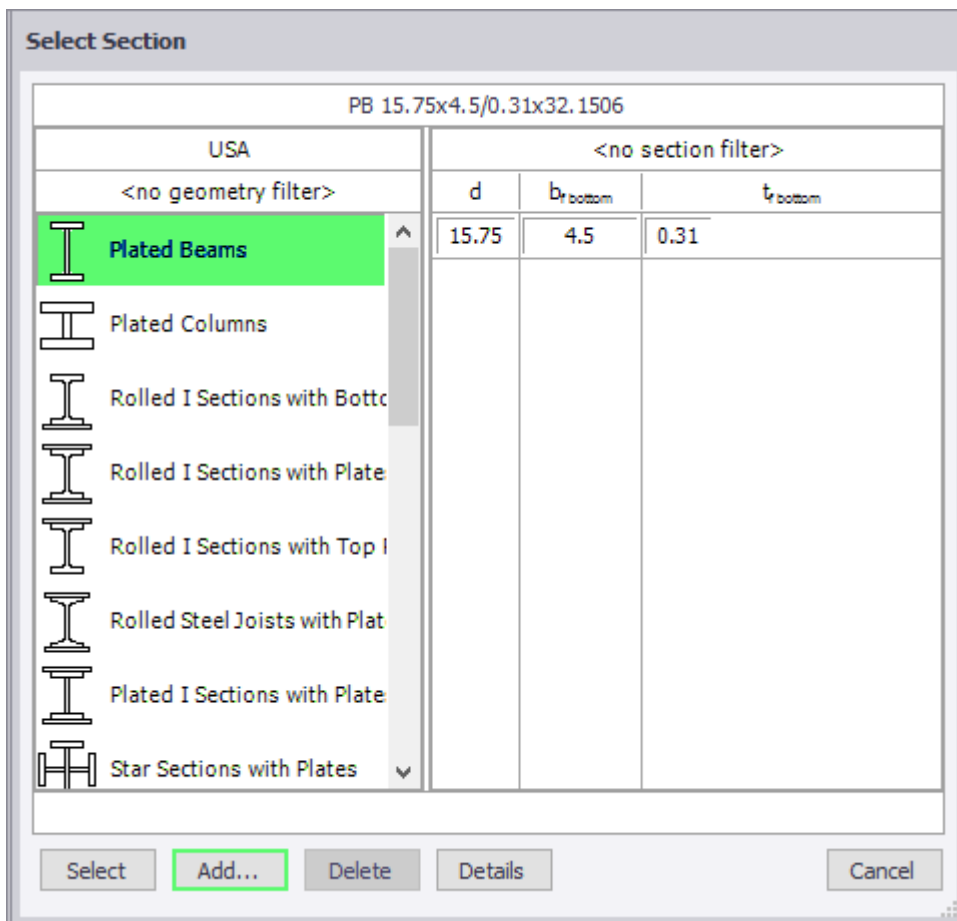 Select Section
PB 15.75x4.5/0.31x32.1506
USA
<no section filter>
<no geometry filter>
d
bf bottom
tf bottom
15.75
4.5
0.31
Plated Beams
Plated Columns
Rolled I Sections with Botto
Rolled I Sections with Plate
Rolled I Sections with Top
Rolled Steel Joists with Plat
Plated I Sections with Plate
Star Sections with Plates
Select
Add...
Delete
Details
Cancel